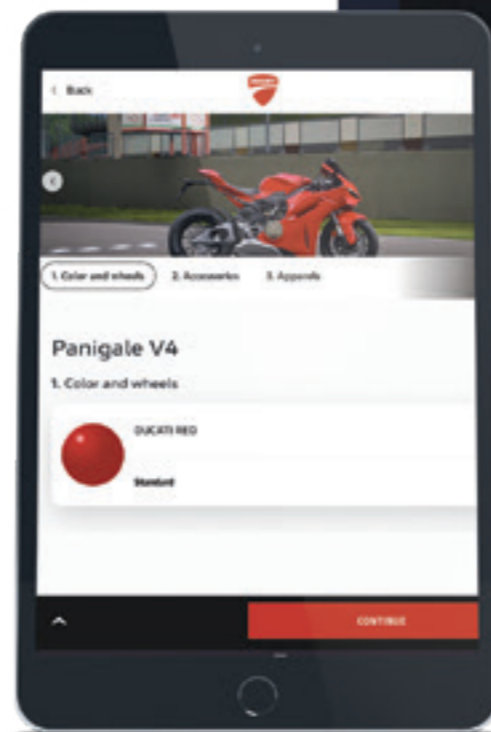 Back
1. Color and wheels 2. Accessories 3. Apparels
Panigale V4
1. Color and wheels
DUCATI RED
Standard
CONTINUE